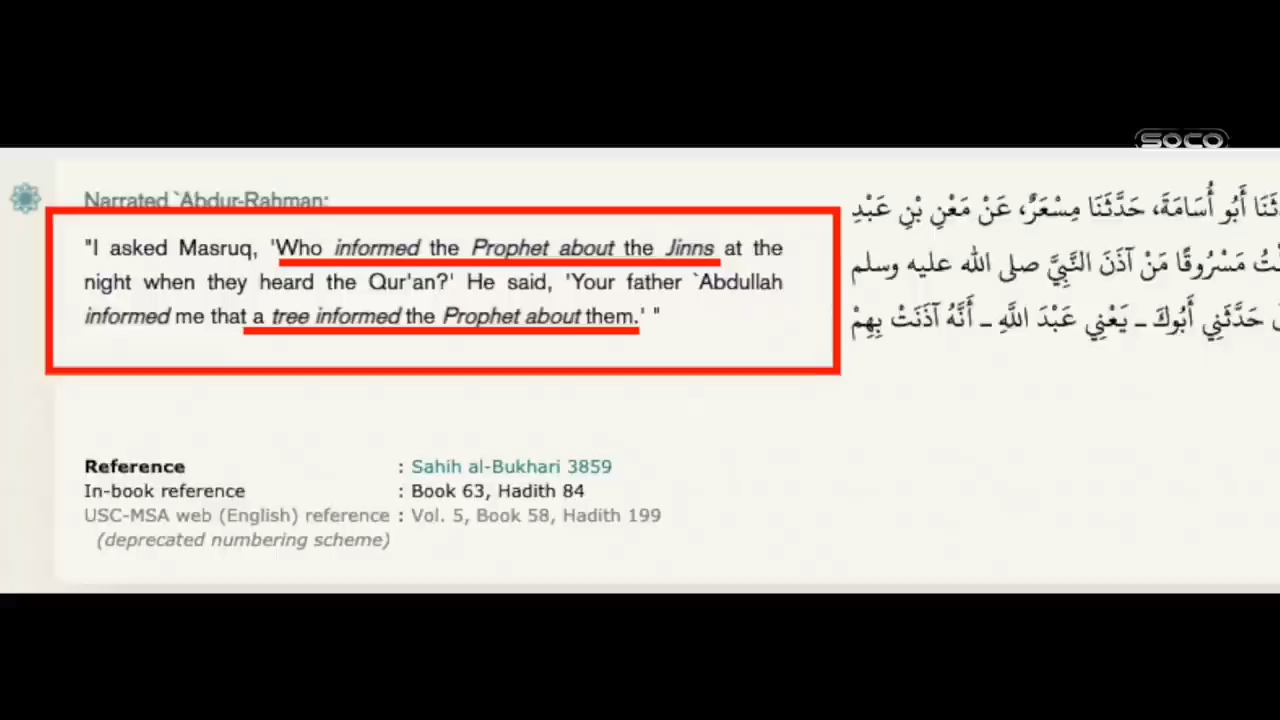 SOCO
Narrated `Abdur-Rahman:
"I asked Masruq, 'Who informed the Prophet about the Jinns at the
night when they heard the Qur'an?' He said, 'Your father `Abdullah
informed me that a tree informed the Prophet about them.' "
أَبُو أُسَامَةَ، حَدَّثَنَا مِسْعَرٌ، عَنْ مَعْنِ بْنِ عَبْدِ
مَسْرُوقًا مَنْ آذَنَ النَّبِيَّ صلى الله عليه وسلم
حَدَّثَنِي أَبُوكَ ـ يَعْنِي عَبْدَ اللَّهِ ـ أَنَّهُ آذَنَتْ بِهِمْ
Reference : Sahih al-Bukhari 3859
In-book reference : Book 63, Hadith 84
USC-MSA web (English) reference : Vol. 5, Book 58, Hadith 199
(deprecated numbering scheme)